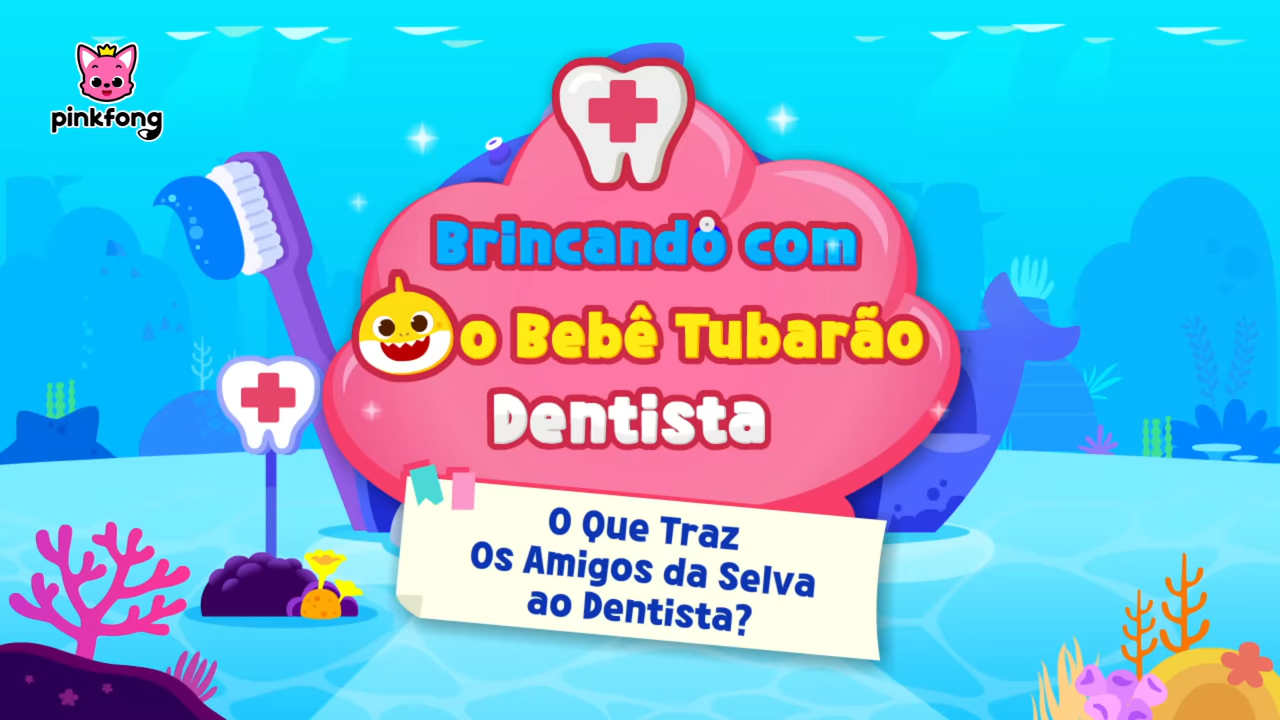 pinkfong
Brincando com
o Bebê Tubarão
Dentista
O Que Traz
Os Amigos da Selva
ao Dentista?